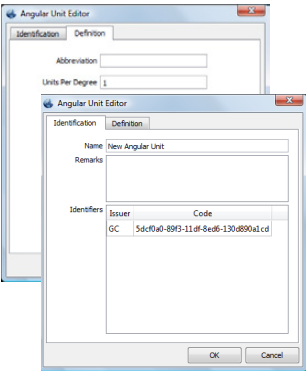 Angular Unit Editor
Identification Definition
Abbreviation
Units Per Degree 1
Angular Unit Editor
Identification Definition
Name New Angular Unit
Remarks
Identifiers Issuer Code
GC 5dcf0a0-89f3-11df-8ed6-130d890a1cd
OK Cancel